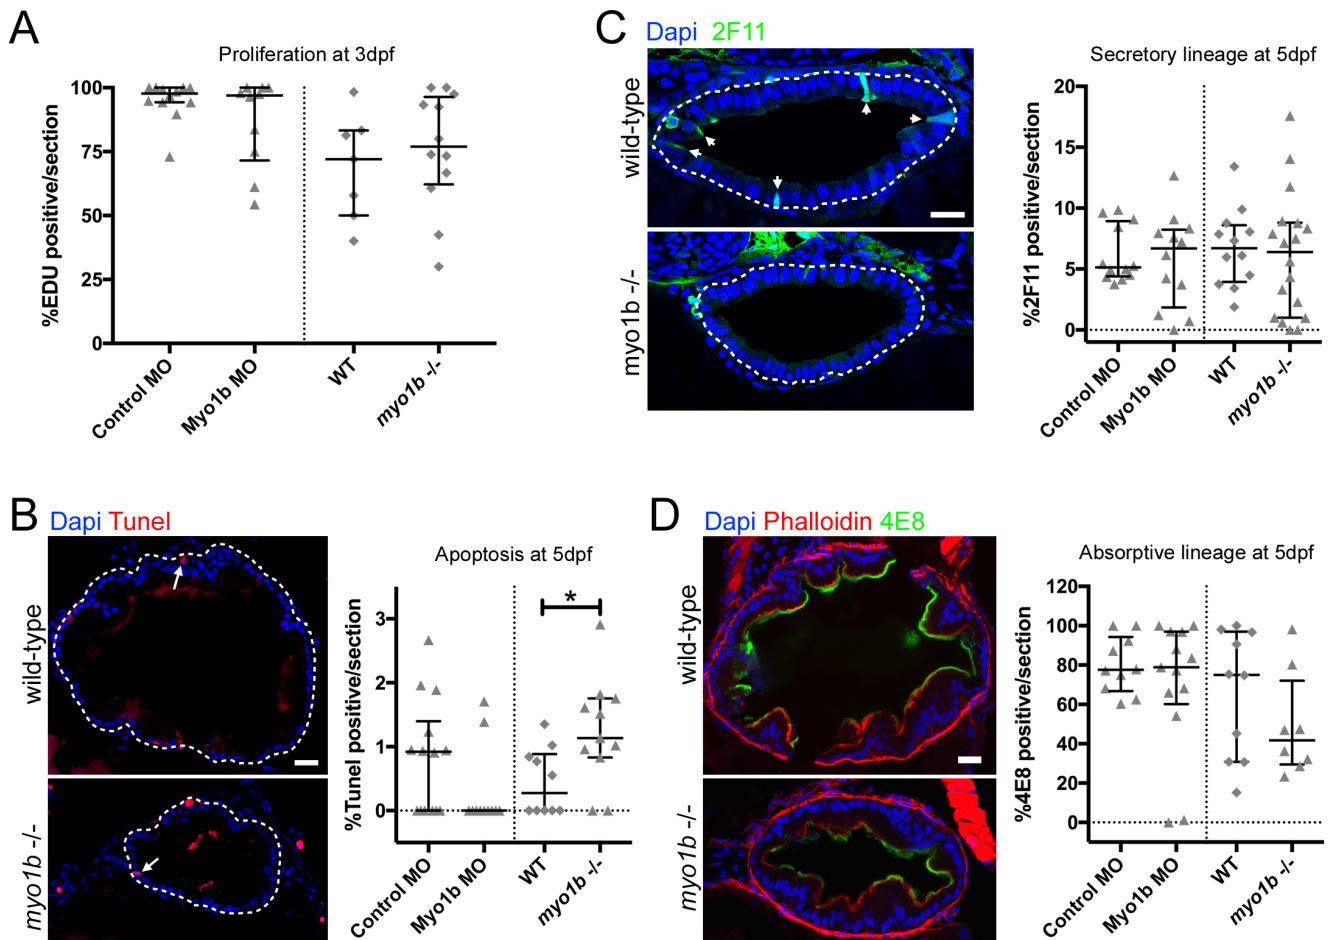 A
Proliferation at 3dpf
%EDU positive/section
100
75
50
25
0
Control MO
Myo1b MO
WT
myo1b -/-
C
Dapi 2F11
wild-type
myo1b -/-
Secretory lineage at 5dpf
%2F11 positive/section
20
15
10
5
0
Control MO
Myo1b MO
WT
myo1b -/-
B
Dapi Tunel
wild-type
myo1b -/-
Apoptosis at 5dpf
%Tunel positive/section
3
2
1
0
*
Control MO
Myo1b MO
WT
myo1b -/-
D
Dapi Phalloidin 4E8
wild-type
myo1b -/-
Absorptive lineage at 5dpf
%4E8 positive/section
120
100
80
60
40
20
0
Control MO
Myo1b MO
WT
myo1b -/-